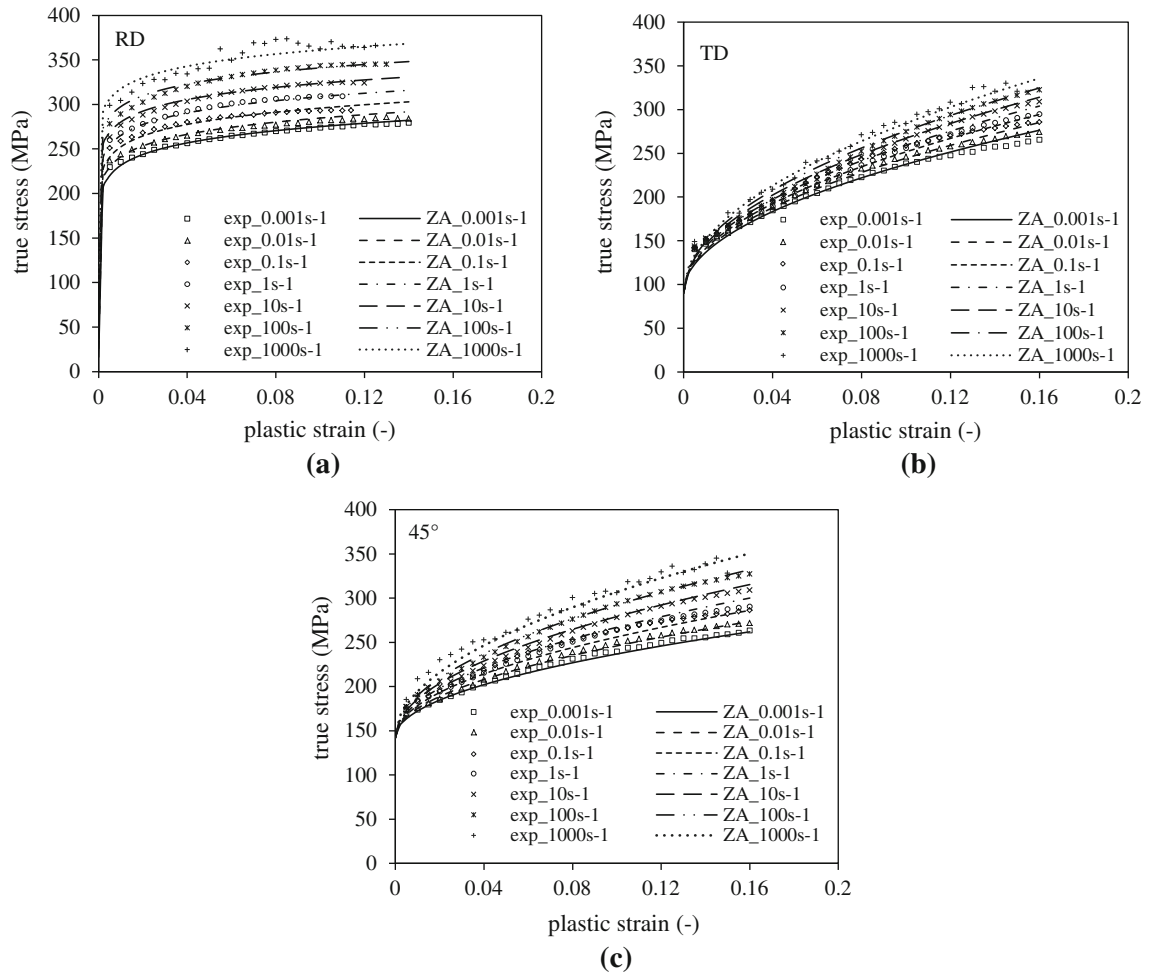 400
350
300
250
200
150
100
50
0
true stress (MPa)
RD
exp_0.001s-1 ZA_0.001s-1
exp_0.01s-1 ZA_0.01s-1
exp_0.1s-1 ZA_0.1s-1
exp_1s-1 ZA_1s-1
exp_10s-1 ZA_10s-1
exp_100s-1 ZA_100s-1
exp_1000s-1 ZA_1000s-1
0 0.04 0.08 0.12 0.16 0.2
plastic strain (-)
(a)
400
350
300
250
200
150
100
50
0
true stress (MPa)
TD
exp_0.001s-1 ZA_0.001s-1
exp_0.01s-1 ZA_0.01s-1
exp_0.1s-1 ZA_0.1s-1
exp_1s-1 ZA_1s-1
exp_10s-1 ZA_10s-1
exp_100s-1 ZA_100s-1
exp_1000s-1 ZA_1000s-1
0 0.04 0.08 0.12 0.16 0.2
plastic strain (-)
(b)
400
350
300
250
200
150
100
50
0
true stress (MPa)
45°
exp_0.001s-1 ZA_0.001s-1
exp_0.01s-1 ZA_0.01s-1
exp_0.1s-1 ZA_0.1s-1
exp_1s-1 ZA_1s-1
exp_10s-1 ZA_10s-1
exp_100s-1 ZA_100s-1
exp_1000s-1 ZA_1000s-1
0 0.04 0.08 0.12 0.16 0.2
plastic strain (-)
(c)